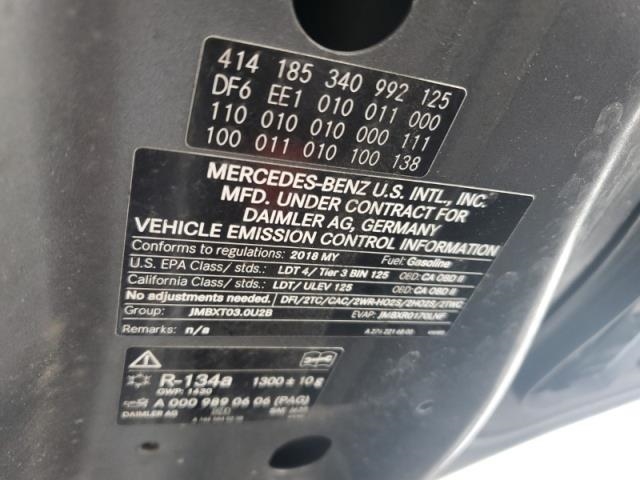 414 185 340 992 125
DF6 EE1 010 011 000
110 010 010 000 111
100 011 010 100 138
MERCEDES-BENZ U.S. INTL., INC.
MFD. UNDER CONTRACT FOR
DAIMLER AG, GERMANY
VEHICLE EMISSION CONTROL INFORMATION
Conforms to regulations: 2018 MY Fuel: Gasoline
U.S. EPA Class/ stds.: LDT 4/ Tier 3 BIN 125 OBD: CA OBD II
California Class/ stds.: LDT/ ULEV 125 OBD: CA OBD II
No adjustments needed. DFI/2TC/CAC/2WR-HO2S/2HO2S/2TWC
Group: JMBXT03.0U2B EVAP: JMBXR0170LNF
Remarks: n/a
R-134a 1300 ± 10 g
GWP: 1430
A 000 989 06 06 (PAG)
DAIMLER AG